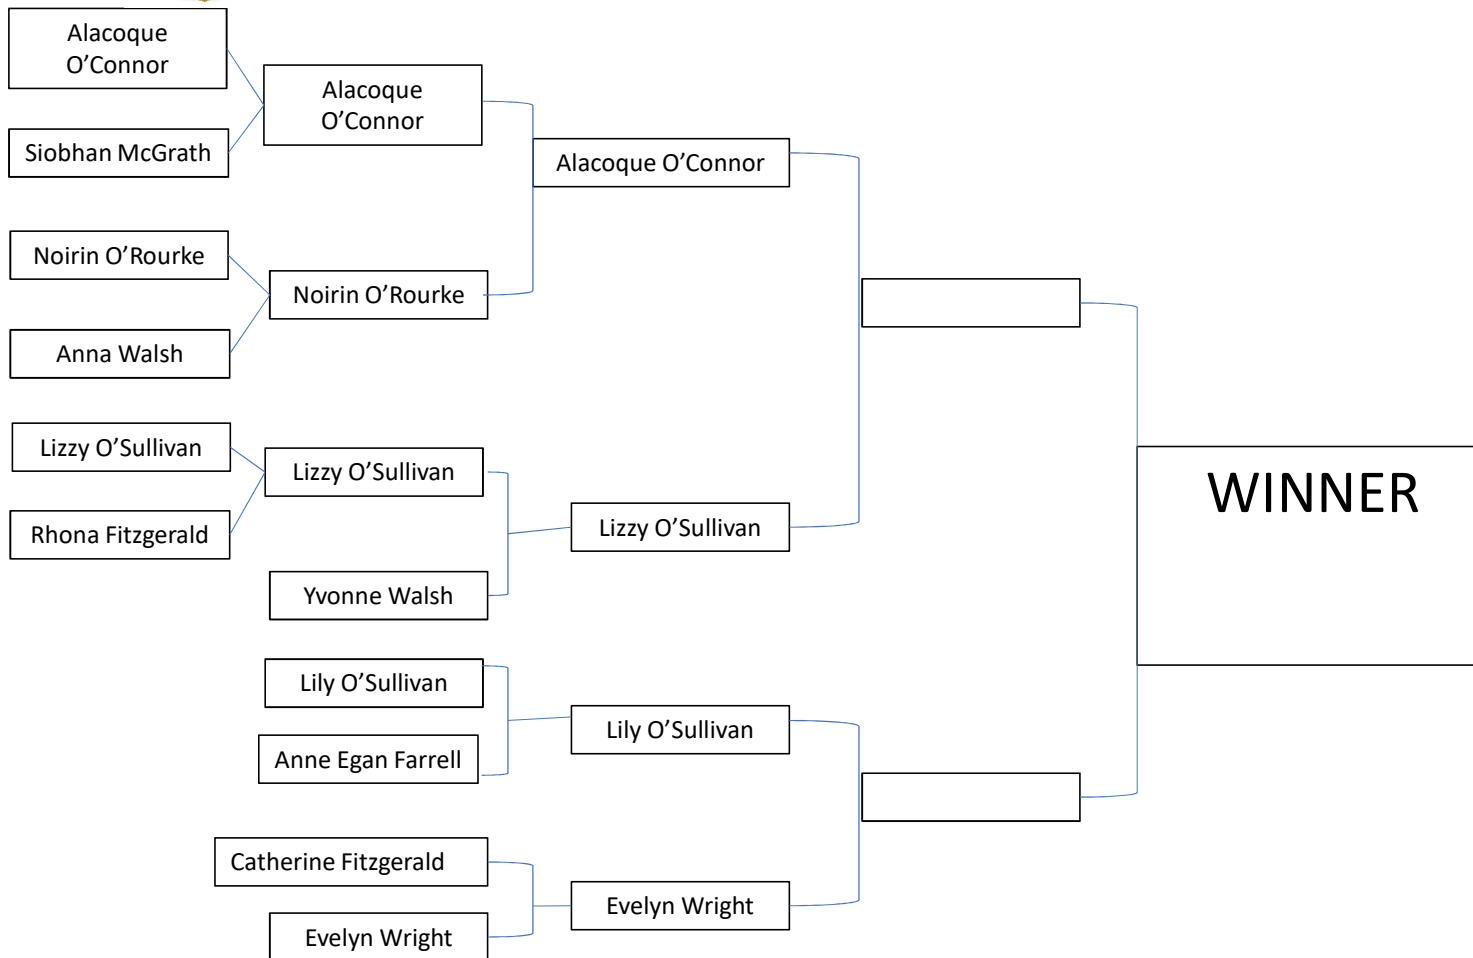 Alacoque
O’Connor
Siobhan McGrath
Noirin O’Rourke
Anna Walsh
Lizzy O’Sullivan
Rhona Fitzgerald
Alacoque
O’Connor
Noirin O’Rourke
Lizzy O’Sullivan
Yvonne Walsh
Lily O’Sullivan
Anne Egan Farrell
Catherine Fitzgerald
Evelyn Wright
Alacoque O’Connor
Lizzy O’Sullivan
Lily O’Sullivan
Evelyn Wright
WINNER